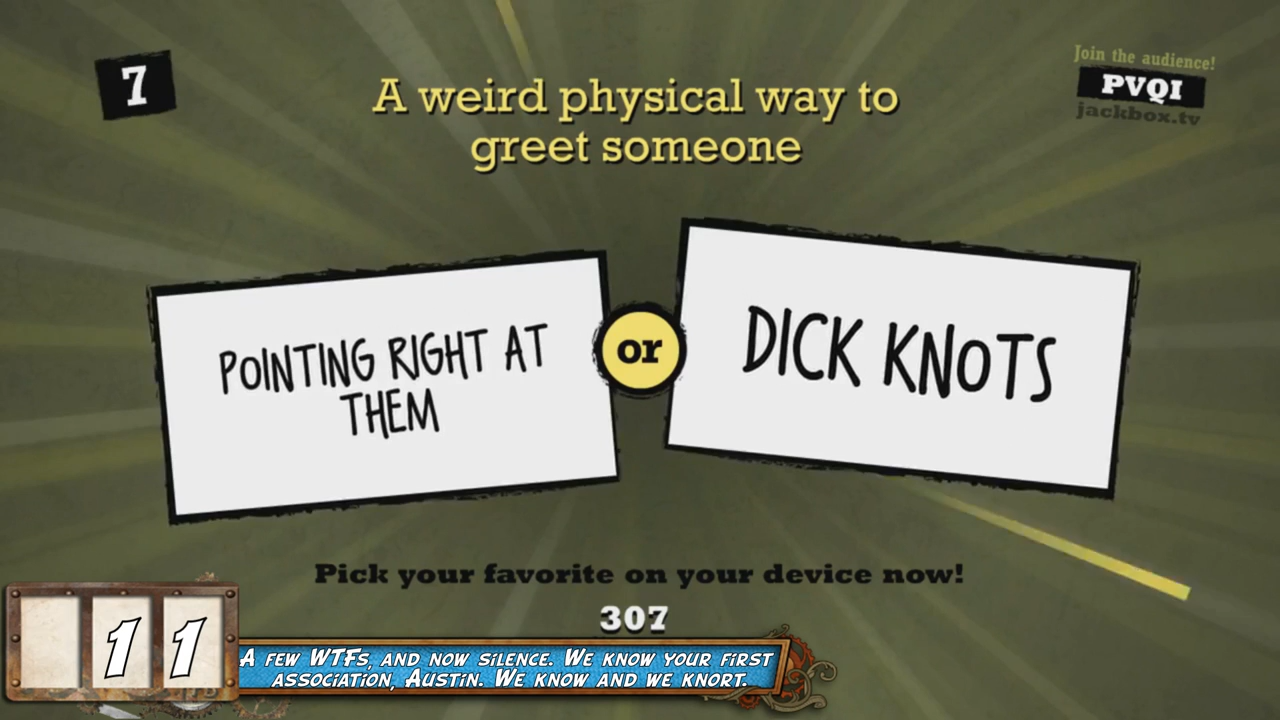 7
Join the audience!
PVQI
jackbox.tv
A weird physical way to
greet someone
POINTING RIGHT AT
THEM
or
DICK KNOTS
Pick your favorite on your device now!
307
11
A FEW WTFS, AND NOW SILENCE. WE KNOW YOUR FIRST
ASSOCIATION, AUSTIN. WE KNOW AND WE KNORT.